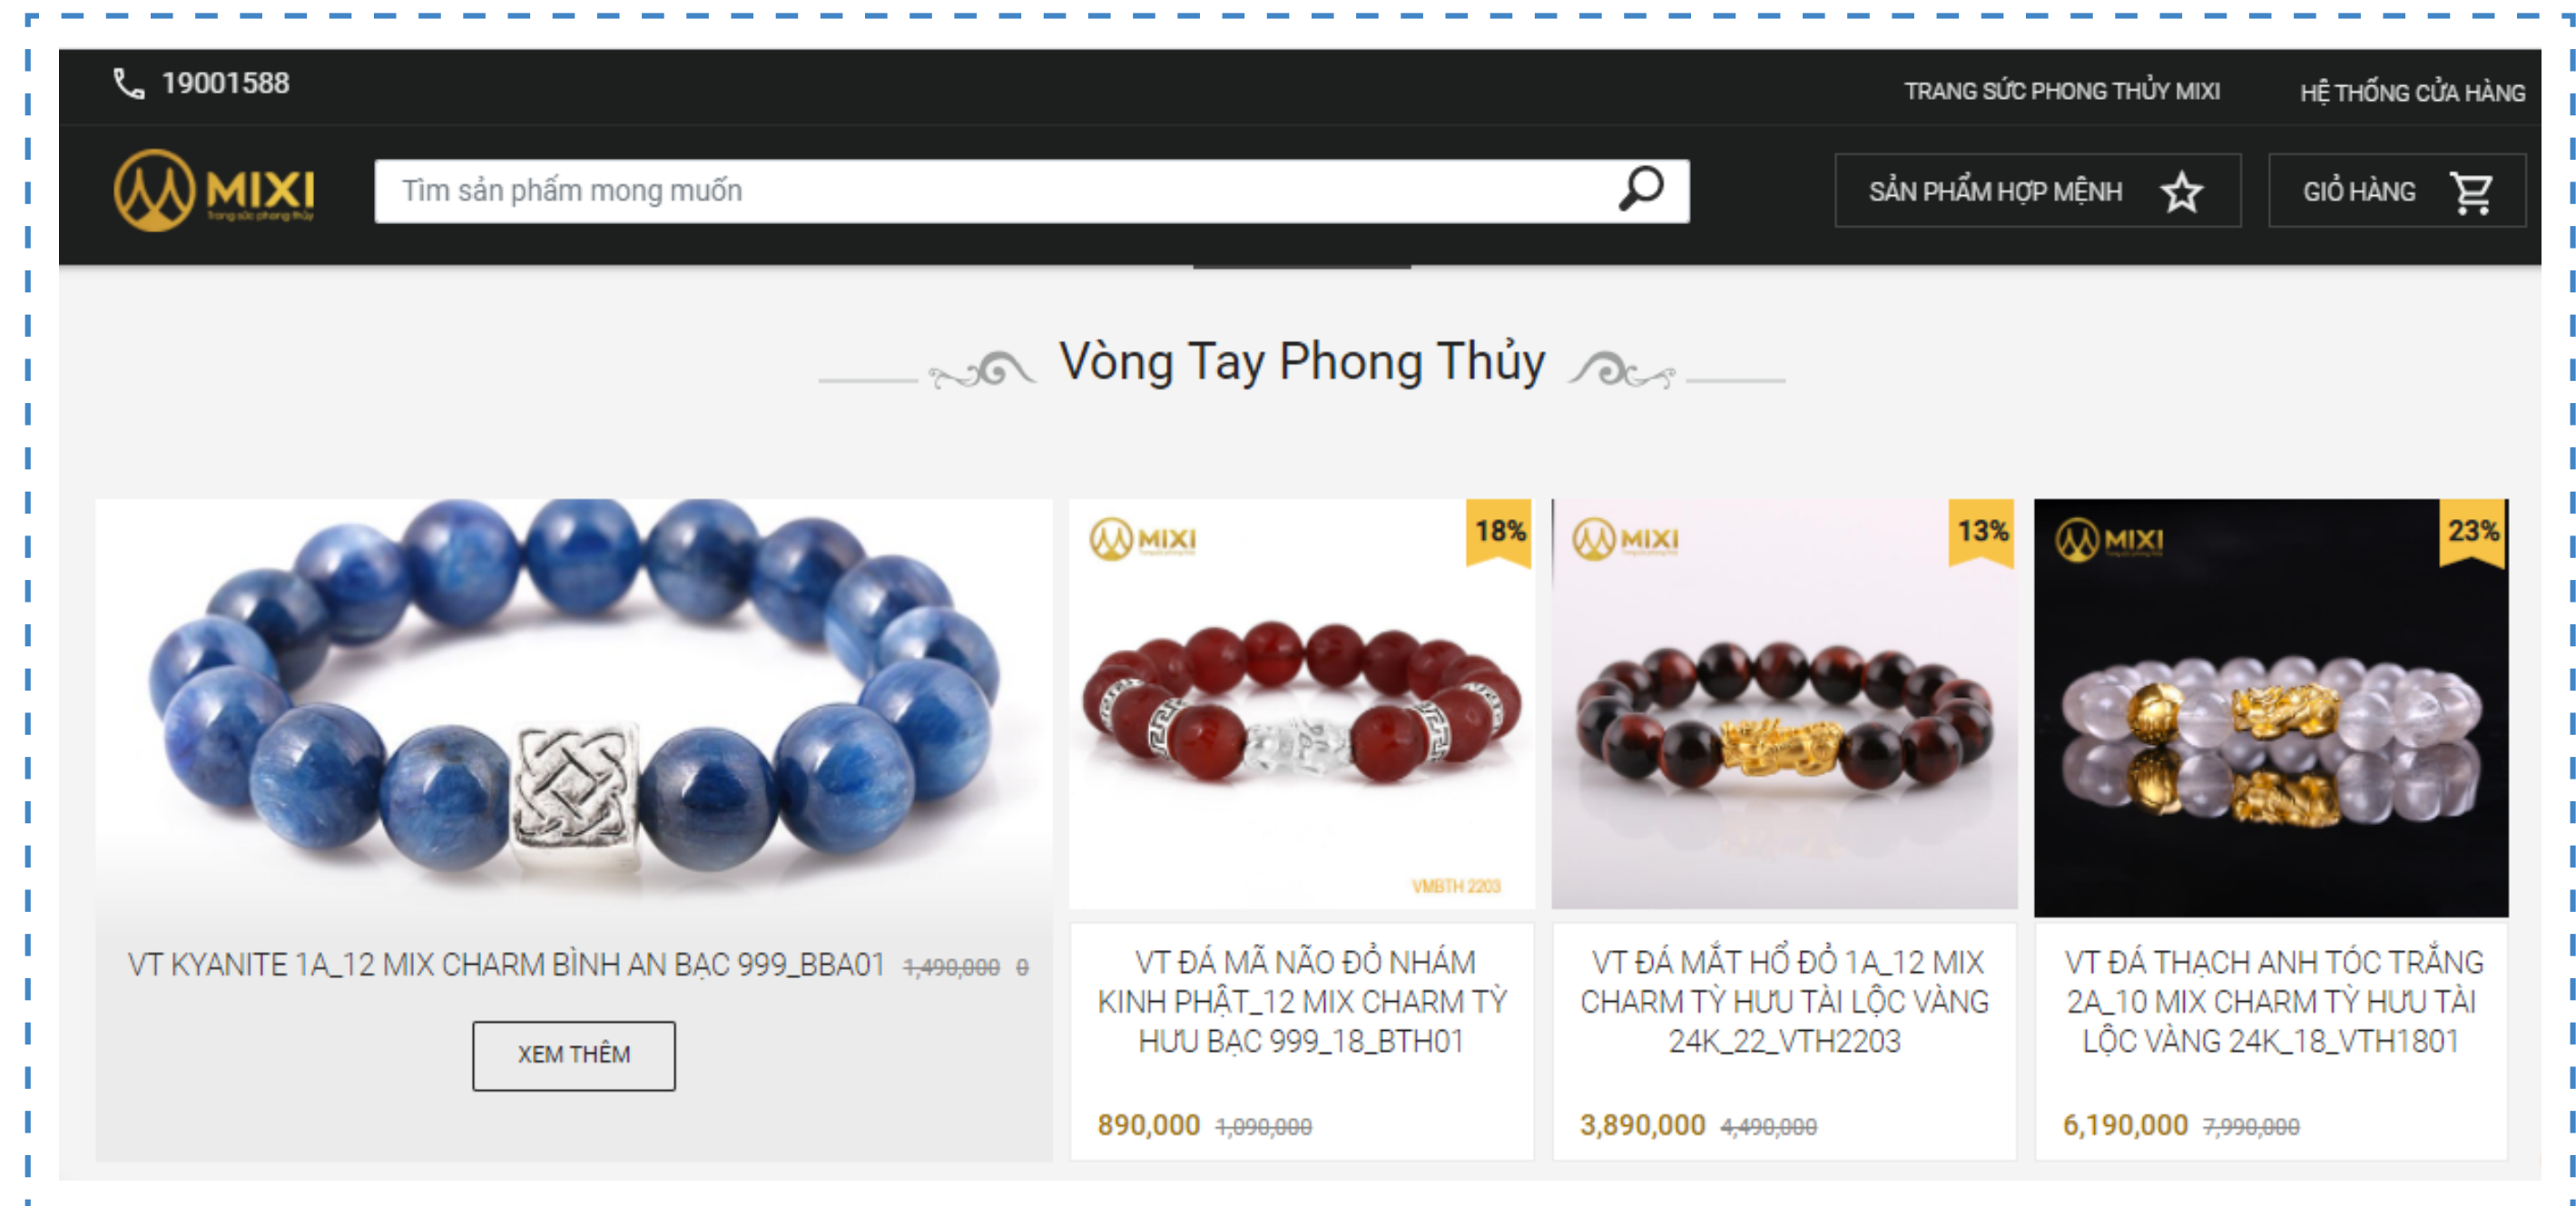 19001588
TRANG SỨC PHONG THỦY MIXI
HỆ THỐNG CỬA HÀNG
MIXI
Trang sức phong thủy
Tìm sản phẩm mong muốn
SẢN PHẨM HỢP MỆNH
GIỎ HÀNG
Vòng Tay Phong Thủy
VT KYANITE 1A_12 MIX CHARM BÌNH AN BẠC 999_BBA01 1,490,000 0
XEM THÊM
MIXI
18%
VMBTH 2203
VT ĐÁ MÃ NÃO ĐỎ NHÁM
KINH PHẬT_12 MIX CHARM TỲ
HƯU BẠC 999_18_BTH01
890,000 1,090,000
MIXI
13%
VT ĐÁ MẮT HỔ ĐỎ 1A_12 MIX
CHARM TỲ HƯU TÀI LỘC VÀNG
24K_22_VTH2203
3,890,000 4,490,000
MIXI
23%
VT ĐÁ THẠCH ANH TÓC TRẮNG
2A_10 MIX CHARM TỲ HƯU TÀI
LỘC VÀNG 24K_18_VTH1801
6,190,000 7,990,000